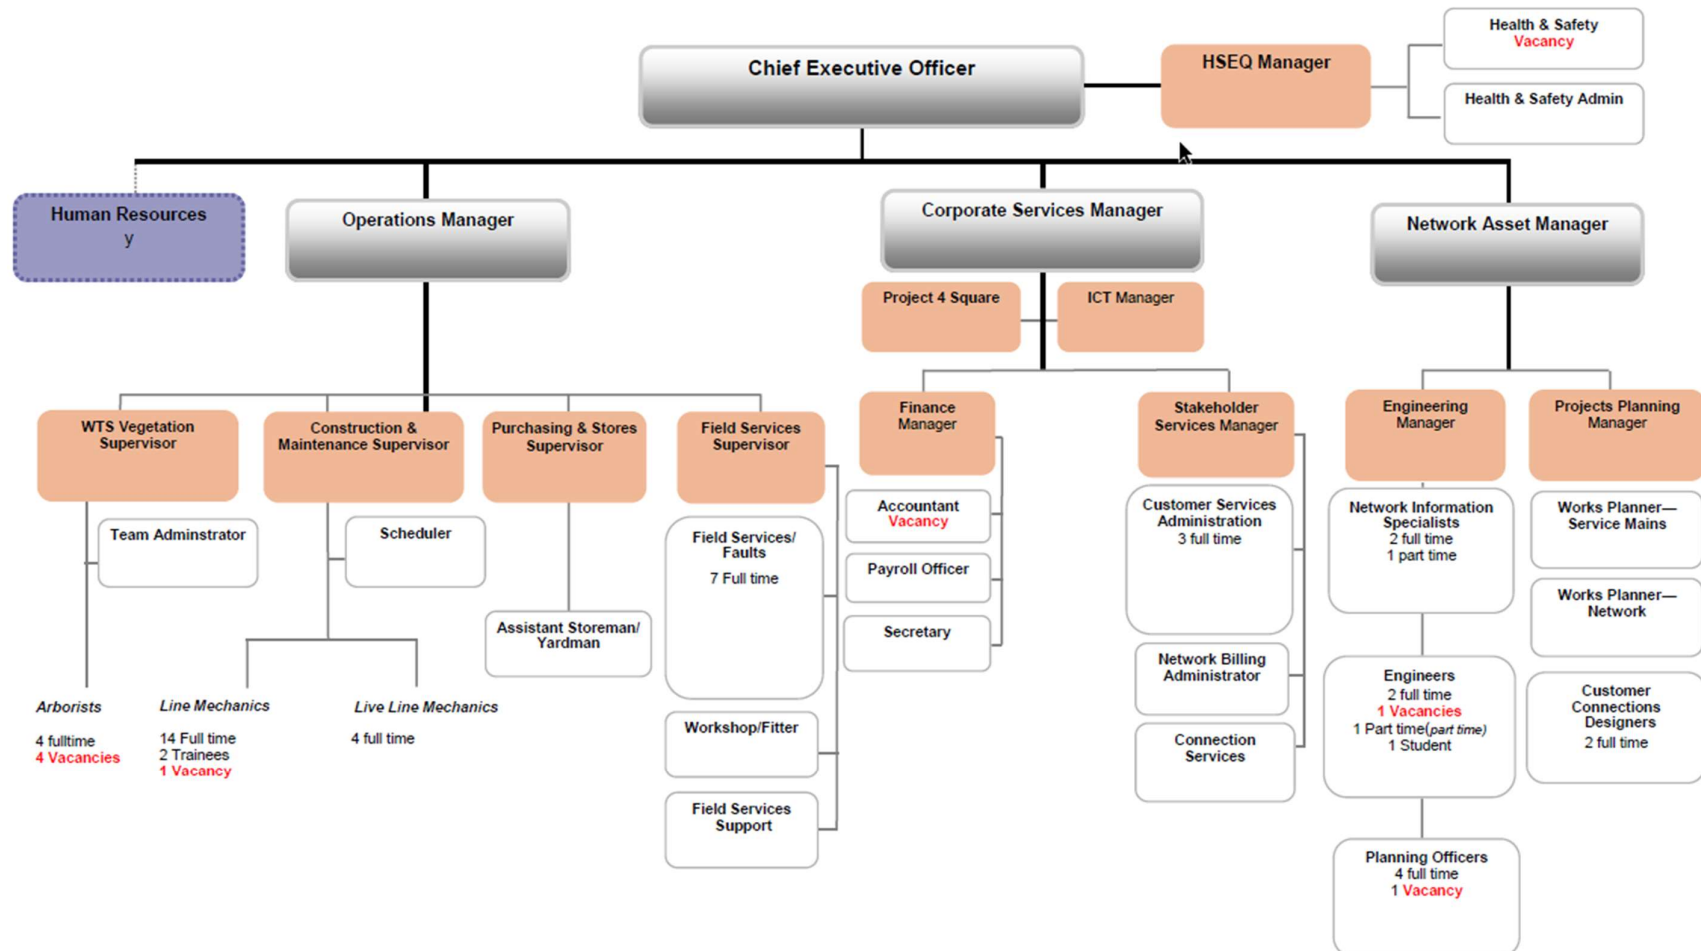 Health & Safety
Vacancy
Chief Executive Officer
HSEQ Manager
Health & Safety Admin
Human Resources
y
Operations Manager
Corporate Services Manager
Network Asset Manager
Project 4 Square
ICT Manager
WTS Vegetation
Supervisor
Construction &
Maintenance Supervisor
Purchasing & Stores
Supervisor
Field Services
Supervisor
Finance
Manager
Stakeholder
Services Manager
Engineering
Manager
Projects Planning
Manager
Team Adminstrator
Scheduler
Assistant Storeman/
Yardman
Field Services/
Faults
7 Full time
Workshop/Fitter
Field Services
Support
Accountant
Vacancy
Payroll Officer
Secretary
Customer Services
Administration
3 full time
Network Billing
Administrator
Connection
Services
Network Information
Specialists
2 full time
1 part time
Engineers
2 full time
1 Vacancies
1 Part time(part time)
1 Student
Planning Officers
4 full time
1 Vacancy
Works Planner—
Service Mains
Works Planner—
Network
Customer
Connections
Designers
2 full time
Arborists
4 fulltime
4 Vacancies
Line Mechanics
14 Full time
2 Trainees
1 Vacancy
Live Line Mechanics
4 full time